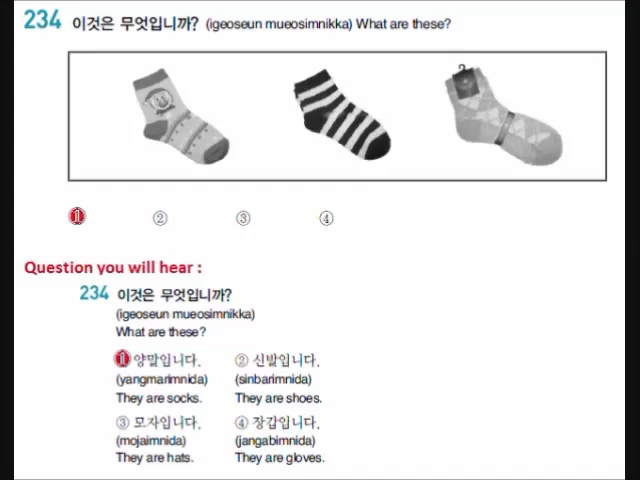 234 이것은 무엇입니까? (igeoseun mueosimnikka) What are these?
① ② ③ ④
Question you will hear :
234 이것은 무엇입니까?
(igeoseun mueosimnikka)
What are these?
① 양말입니다. ② 신발입니다.
(yangmarimnida) (sinbarimnida)
They are socks. They are shoes.
③ 모자입니다. ④ 장갑입니다.
(mojaimnida) (jangabimnida)
They are hats. They are gloves.